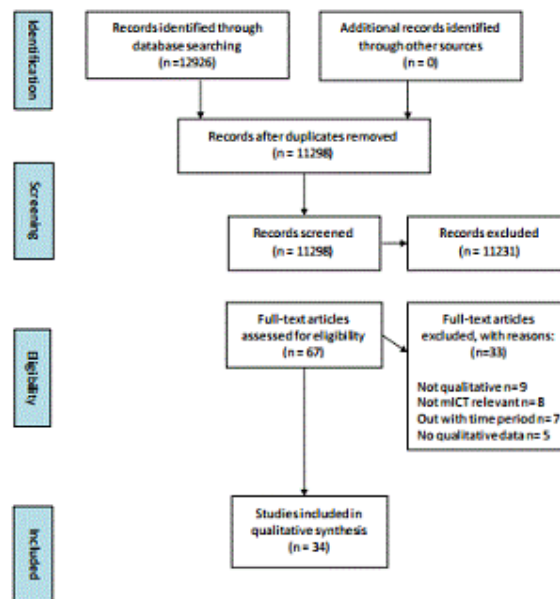 Identification
Records identified through
database searching
(n =12926)
Additional records identified
through other sources
(n = 0)
Records after duplicates removed
(n = 11298)
Screening
Records screened
(n = 11298)
Records excluded
(n = 11231)
Eligibility
Full-text articles
assessed for eligibility
(n = 67)
Full-text articles
excluded, with reasons:
(n=33)
Not qualitative n= 9
Not mICT relevant n= 8
Out with time period n= 7
No qualitative data n= 5
Included
Studies included in
qualitative synthesis
(n = 34)